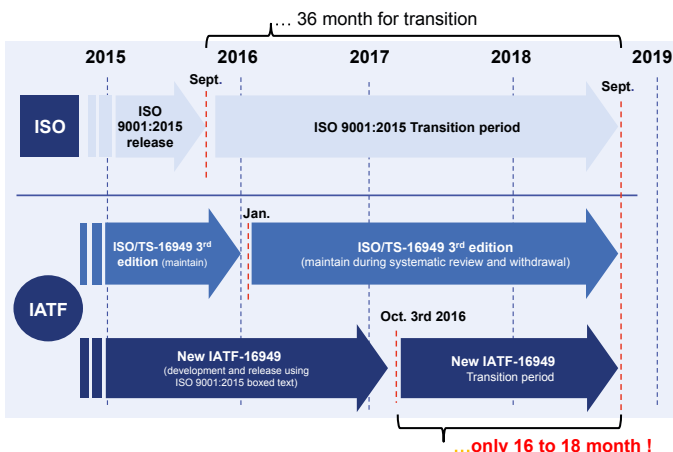 … 36 month for transition
2015 2016 2017 2018 2019
Sept.
Sept.
ISO
ISO
9001:2015
release
ISO 9001:2015 Transition period
Jan.
ISO/TS-16949 3rd
edition (maintain)
ISO/TS-16949 3rd edition
(maintain during systematic review and withdrawal)
IATF
Oct. 3rd 2016
New IATF-16949
(development and release using
ISO 9001:2015 boxed text)
New IATF-16949
Transition period
…only 16 to 18 month !